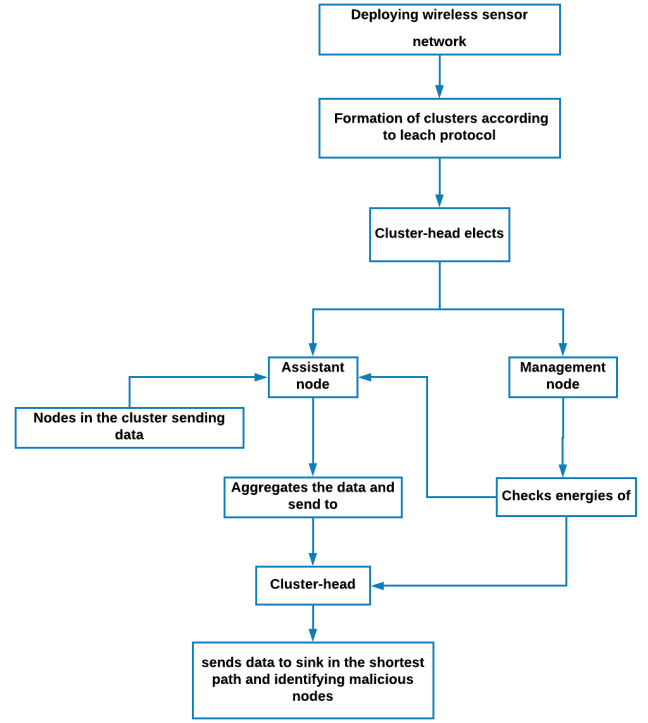 Deploying wireless sensor
network
Formation of clusters according
to leach protocol
Cluster-head elects
Assistant
node
Management
node
Nodes in the cluster sending
data
Aggregates the data and
send to
Checks energies of
Cluster-head
sends data to sink in the shortest
path and identifying malicious
nodes